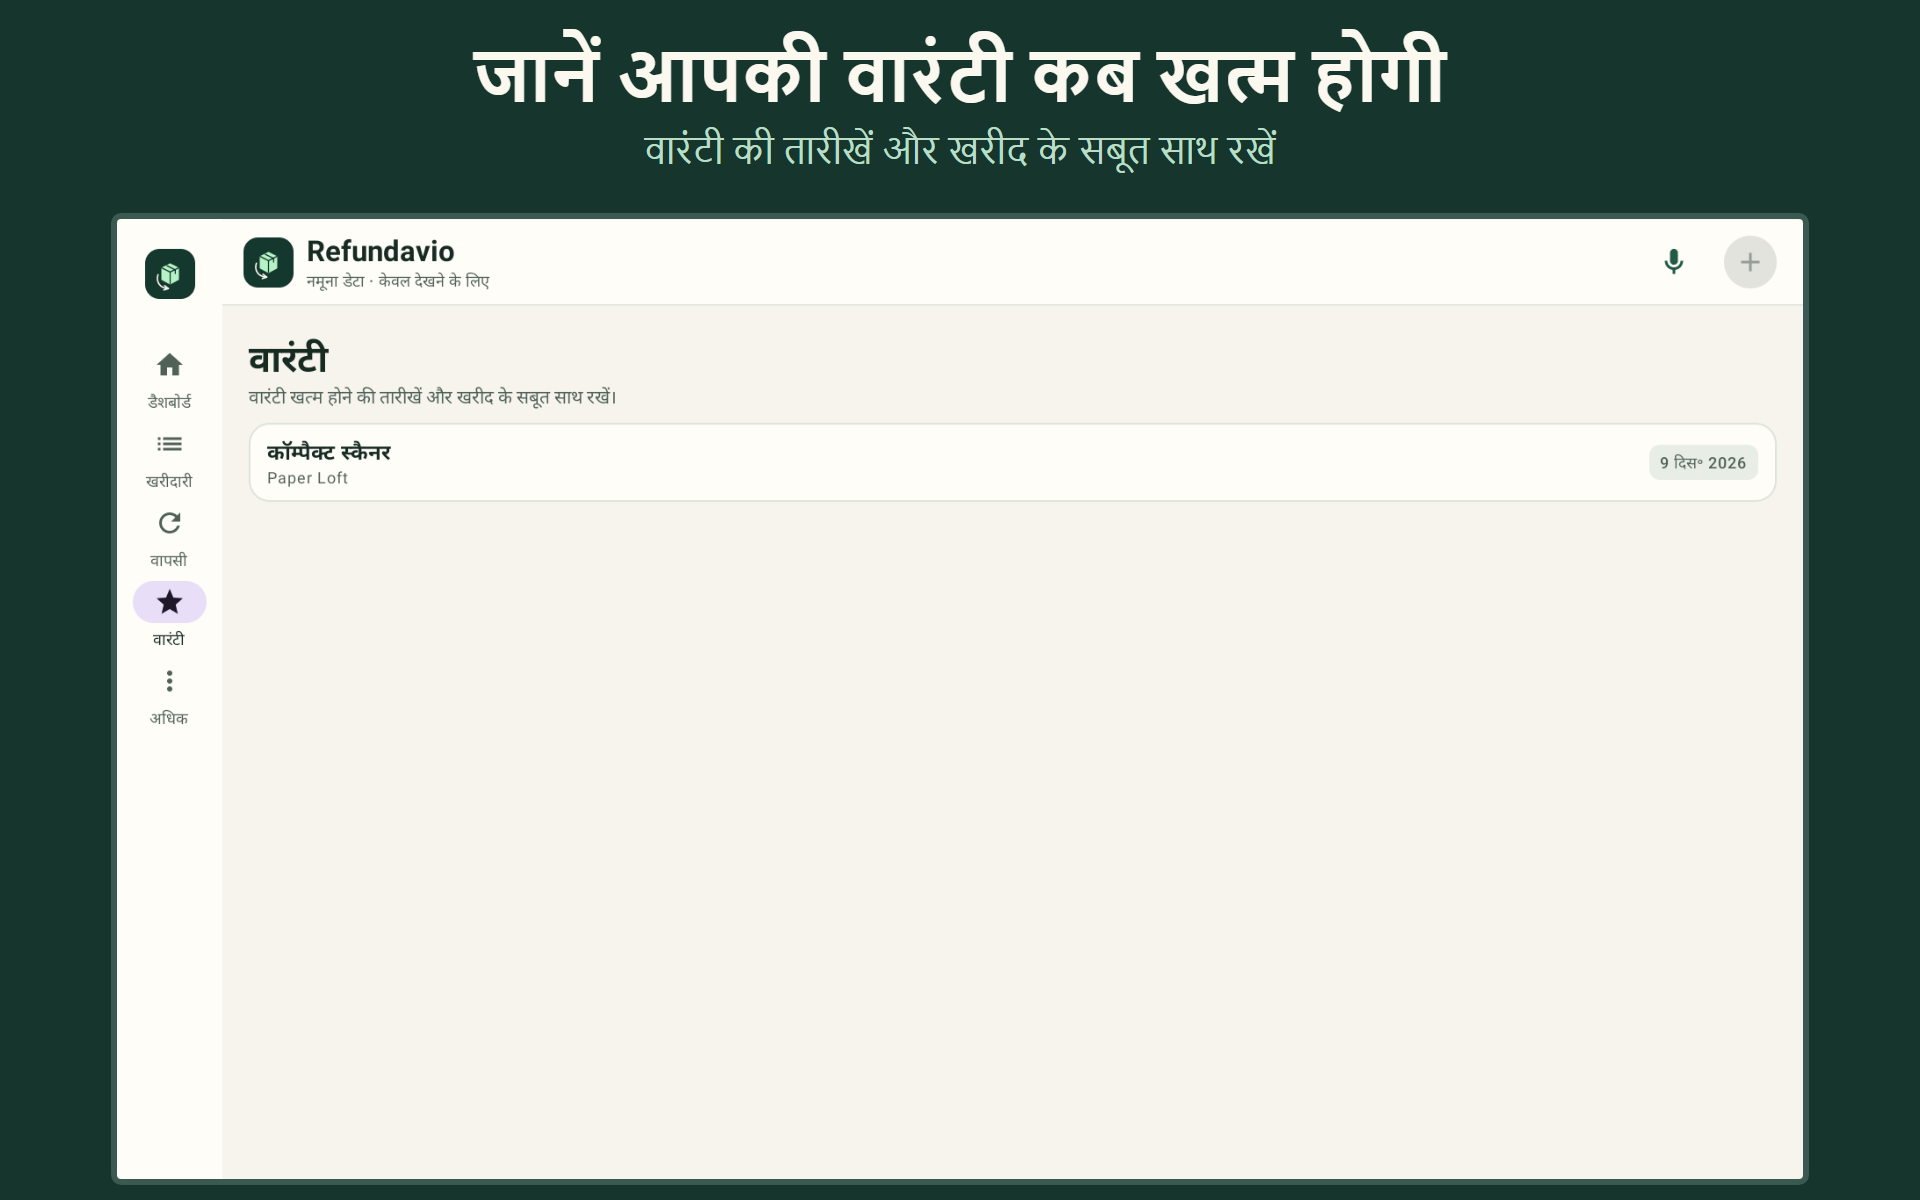 जानें आपकी वारंटी कब खत्म होगी
वारंटी की तारीखें और खरीद के सबूत साथ रखें
Refundavio
नमूना डेटा · केवल देखने के लिए
डैशबोर्ड
खरीदारी
वापसी
वारंटी
अधिक
वारंटी
वारंटी खत्म होने की तारीखें और खरीद के सबूत साथ रखें।
कॉम्पैक्ट स्कैनर
Paper Loft
9 दिस॰ 2026